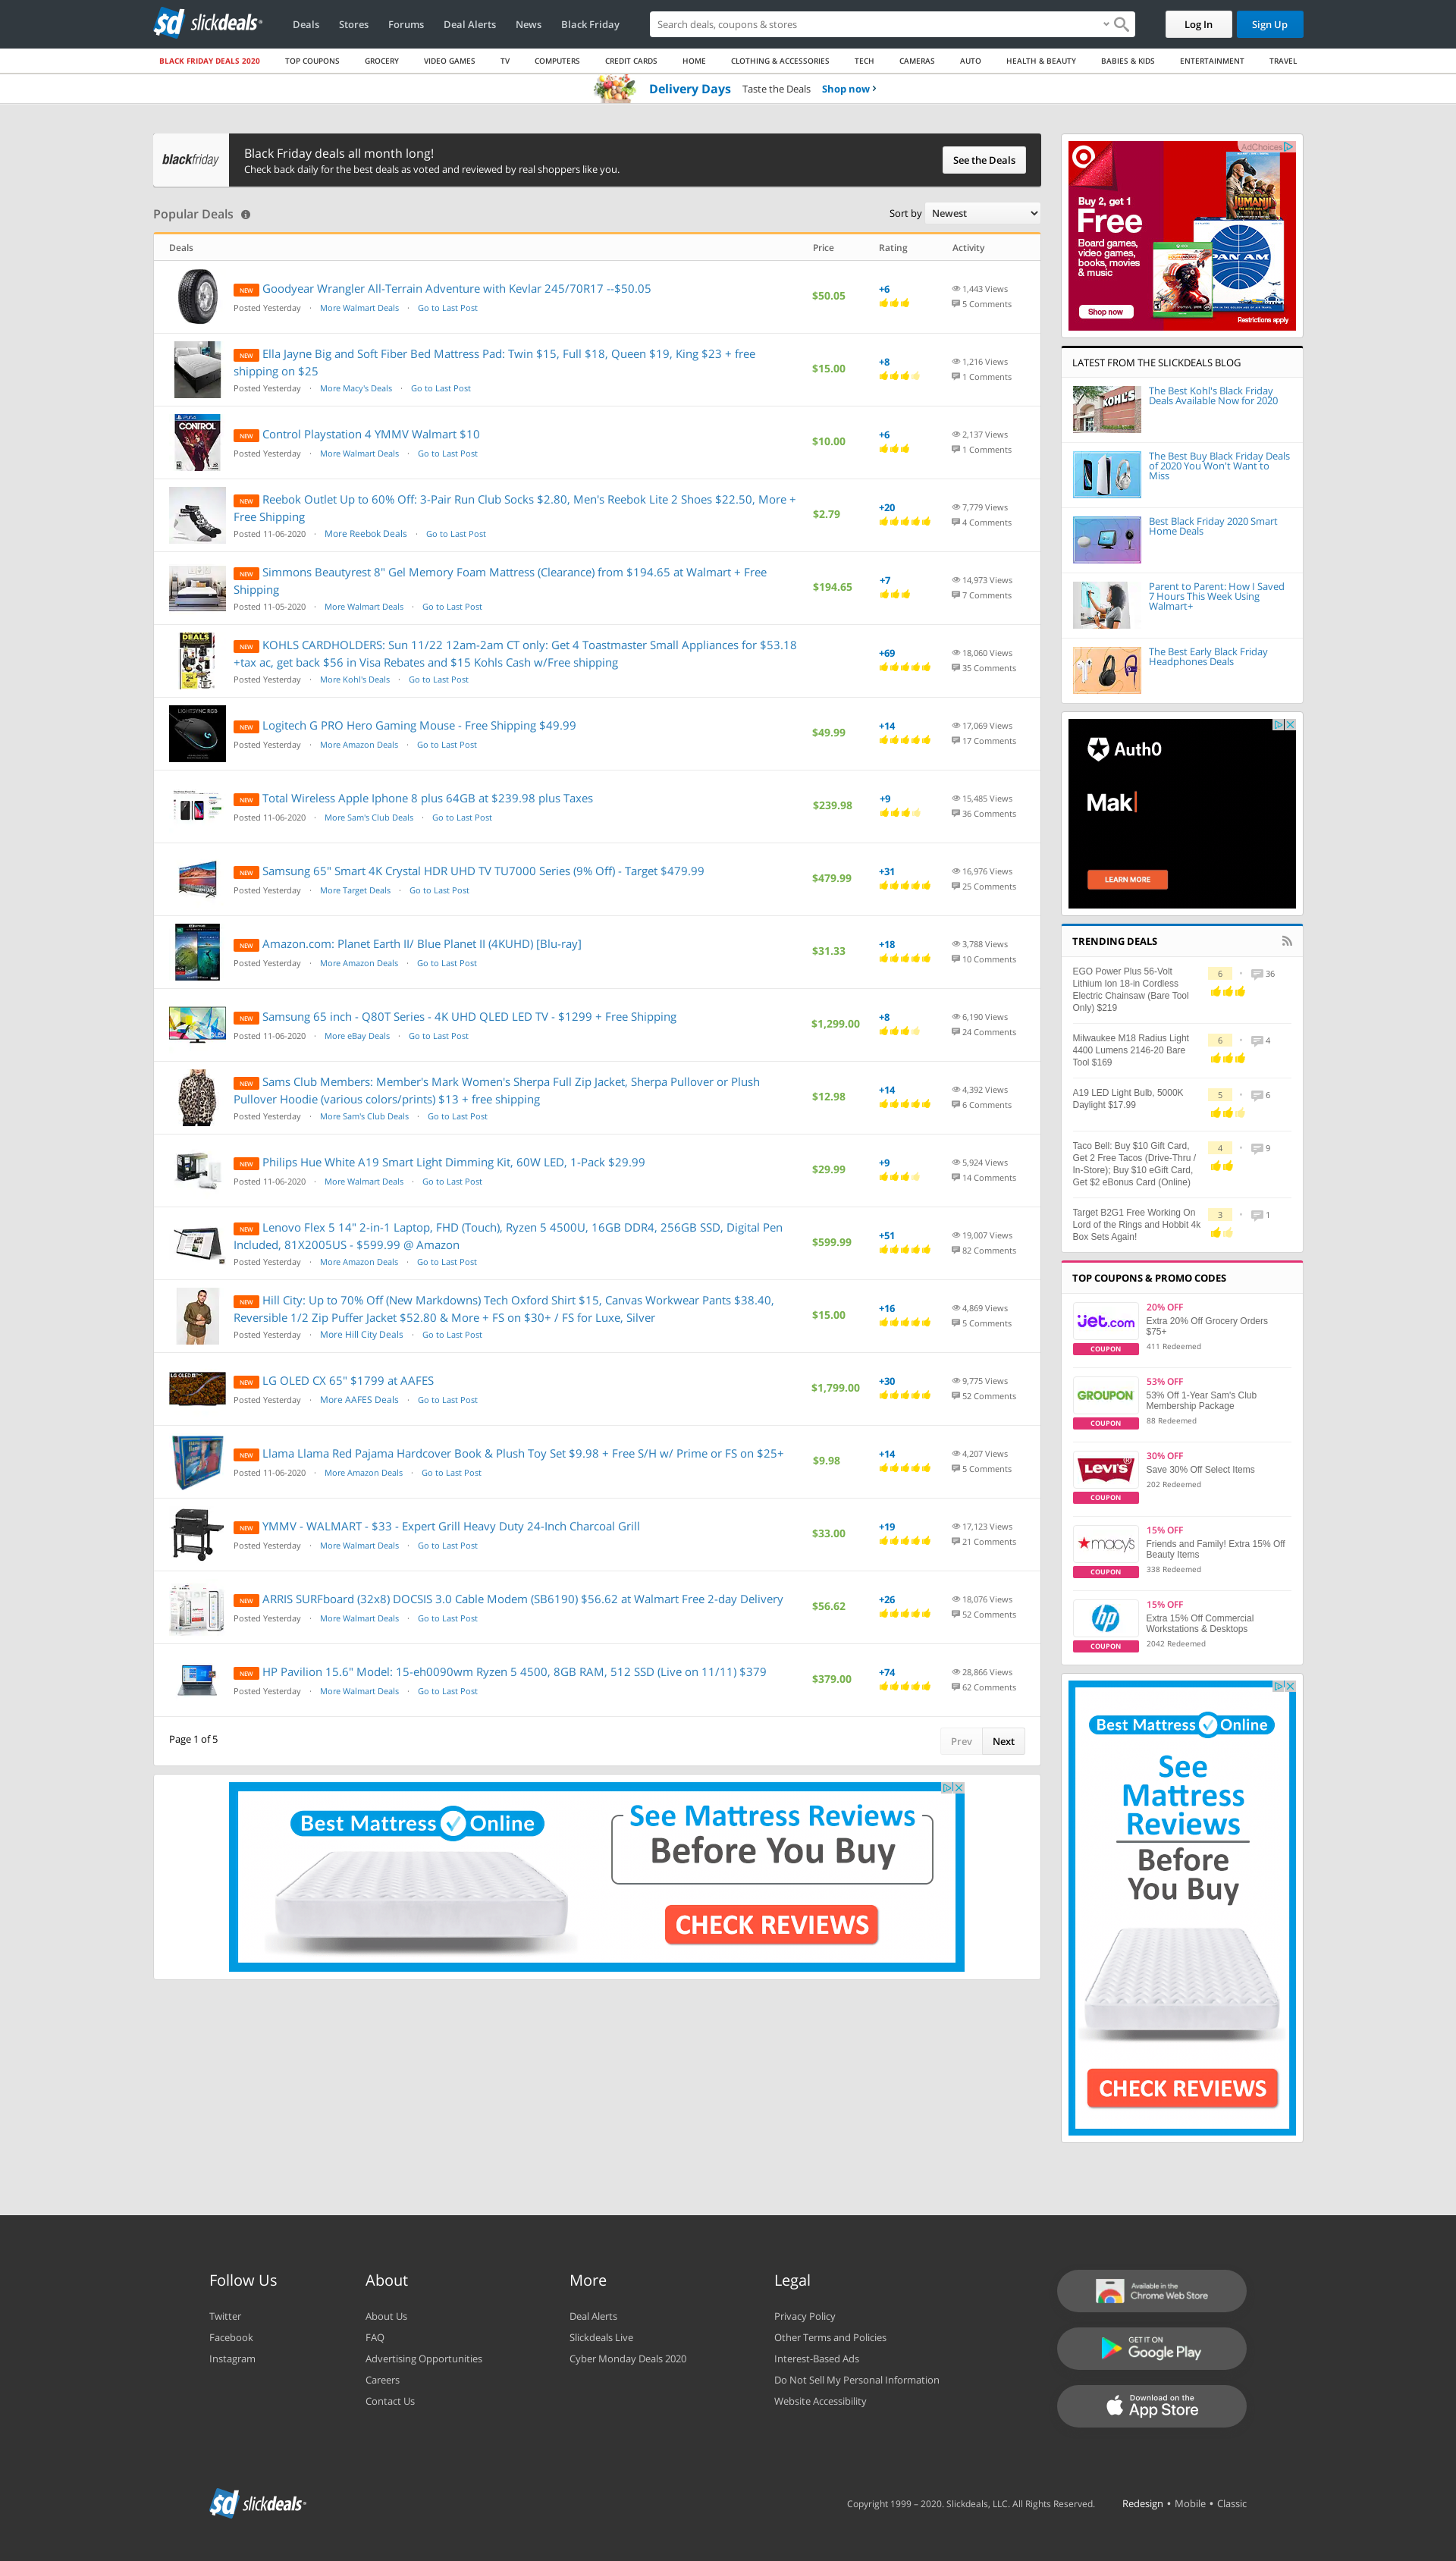 sd slickdeals
Deals Stores Forums Deal Alerts News Black Friday
Search deals, coupons & stores
Log In Sign Up
BLACK FRIDAY DEALS 2020 TOP COUPONS GROCERY VIDEO GAMES TV COMPUTERS CREDIT CARDS HOME CLOTHING & ACCESSORIES TECH CAMERAS AUTO HEALTH & BEAUTY BABIES & KIDS ENTERTAINMENT TRAVEL
Delivery Days Taste the Deals Shop now
blackfriday
Black Friday deals all month long!
Check back daily for the best deals as voted and reviewed by real shoppers like you.
See the Deals
Popular Deals
Sort by Newest
Deals Price Rating Activity
NEW Goodyear Wrangler All-Terrain Adventure with Kevlar 245/70R17 --$50.05
Posted Yesterday · More Walmart Deals · Go to Last Post
$50.05 +6 1,443 Views
5 Comments
NEW Ella Jayne Big and Soft Fiber Bed Mattress Pad: Twin $15, Full $18, Queen $19, King $23 + free
shipping on $25
Posted Yesterday · More Macy's Deals · Go to Last Post
$15.00 +8 1,216 Views
1 Comments
CONTROL
NEW Control Playstation 4 YMMV Walmart $10
Posted Yesterday · More Walmart Deals · Go to Last Post
$10.00 +6 2,137 Views
1 Comments
NEW Reebok Outlet Up to 60% Off: 3-Pair Run Club Socks $2.80, Men's Reebok Lite 2 Shoes $22.50, More +
Free Shipping
Posted 11-06-2020 · More Reebok Deals · Go to Last Post
$2.79 +20 7,779 Views
4 Comments
NEW Simmons Beautyrest 8" Gel Memory Foam Mattress (Clearance) from $194.65 at Walmart + Free
Shipping
Posted 11-05-2020 · More Walmart Deals · Go to Last Post
$194.65 +7 14,973 Views
7 Comments
DEALS
NEW KOHLS CARDHOLDERS: Sun 11/22 12am-2am CT only: Get 4 Toastmaster Small Appliances for $53.18
+tax ac, get back $56 in Visa Rebates and $15 Kohls Cash w/Free shipping
Posted Yesterday · More Kohl's Deals · Go to Last Post
+69 18,060 Views
35 Comments
LIGHTSYNC RGB
NEW Logitech G PRO Hero Gaming Mouse - Free Shipping $49.99
Posted Yesterday · More Amazon Deals · Go to Last Post
$49.99 +14 17,069 Views
17 Comments
NEW Total Wireless Apple Iphone 8 plus 64GB at $239.98 plus Taxes
Posted 11-06-2020 · More Sam's Club Deals · Go to Last Post
$239.98 +9 15,485 Views
36 Comments
NEW Samsung 65" Smart 4K Crystal HDR UHD TV TU7000 Series (9% Off) - Target $479.99
Posted Yesterday · More Target Deals · Go to Last Post
$479.99 +31 16,976 Views
25 Comments
NEW Amazon.com: Planet Earth II/ Blue Planet II (4KUHD) [Blu-ray]
Posted Yesterday · More Amazon Deals · Go to Last Post
$31.33 +18 3,788 Views
10 Comments
NEW Samsung 65 inch - Q80T Series - 4K UHD QLED LED TV - $1299 + Free Shipping
Posted 11-06-2020 · More eBay Deals · Go to Last Post
$1,299.00 +8 6,190 Views
24 Comments
NEW Sams Club Members: Member's Mark Women's Sherpa Full Zip Jacket, Sherpa Pullover or Plush
Pullover Hoodie (various colors/prints) $13 + free shipping
Posted Yesterday · More Sam's Club Deals · Go to Last Post
$12.98 +14 4,392 Views
6 Comments
NEW Philips Hue White A19 Smart Light Dimming Kit, 60W LED, 1-Pack $29.99
Posted 11-06-2020 · More Walmart Deals · Go to Last Post
$29.99 +9 5,924 Views
14 Comments
NEW Lenovo Flex 5 14" 2-in-1 Laptop, FHD (Touch), Ryzen 5 4500U, 16GB DDR4, 256GB SSD, Digital Pen
Included, 81X2005US - $599.99 @ Amazon
Posted Yesterday · More Amazon Deals · Go to Last Post
$599.99 +51 19,007 Views
82 Comments
NEW Hill City: Up to 70% Off (New Markdowns) Tech Oxford Shirt $15, Canvas Workwear Pants $38.40,
Reversible 1/2 Zip Puffer Jacket $52.80 & More + FS on $30+ / FS for Luxe, Silver
Posted Yesterday · More Hill City Deals · Go to Last Post
$15.00 +16 4,869 Views
5 Comments
LG OLED
NEW LG OLED CX 65" $1799 at AAFES
Posted Yesterday · More AAFES Deals · Go to Last Post
$1,799.00 +30 9,775 Views
52 Comments
NEW Llama Llama Red Pajama Hardcover Book & Plush Toy Set $9.98 + Free S/H w/ Prime or FS on $25+
Posted 11-06-2020 · More Amazon Deals · Go to Last Post
$9.98 +14 4,207 Views
5 Comments
NEW YMMV - WALMART - $33 - Expert Grill Heavy Duty 24-Inch Charcoal Grill
Posted Yesterday · More Walmart Deals · Go to Last Post
$33.00 +19 17,123 Views
21 Comments
NEW ARRIS SURFboard (32x8) DOCSIS 3.0 Cable Modem (SB6190) $56.62 at Walmart Free 2-day Delivery
Posted Yesterday · More Walmart Deals · Go to Last Post
$56.62 +26 18,076 Views
52 Comments
NEW HP Pavilion 15.6" Model: 15-eh0090wm Ryzen 5 4500, 8GB RAM, 512 SSD (Live on 11/11) $379
Posted Yesterday · More Walmart Deals · Go to Last Post
$379.00 +74 28,866 Views
62 Comments
Page 1 of 5
Prev Next
Best Mattress Online
See Mattress Reviews
Before You Buy
CHECK REVIEWS
AdChoices
Buy 2, get 1
Free
Board games,
video games,
books, movies
& music
Shop now
JUMANJI
PAN AM
Restrictions apply
LATEST FROM THE SLICKDEALS BLOG
KOHL'S
The Best Kohl's Black Friday
Deals Available Now for 2020
The Best Buy Black Friday Deals
of 2020 You Won't Want to
Miss
Best Black Friday 2020 Smart
Home Deals
Parent to Parent: How I Saved
7 Hours This Week Using
Walmart+
The Best Early Black Friday
Headphones Deals
Auth0
Mak
LEARN MORE
TRENDING DEALS
EGO Power Plus 56-Volt
Lithium Ion 18-in Cordless
Electric Chainsaw (Bare Tool
Only) $219
6 • 36
Milwaukee M18 Radius Light
4400 Lumens 2146-20 Bare
Tool $169
6 • 4
A19 LED Light Bulb, 5000K
Daylight $17.99
5 • 6
Taco Bell: Buy $10 Gift Card,
Get 2 Free Tacos (Drive-Thru /
In-Store); Buy $10 eGift Card,
Get $2 eBonus Card (Online)
4 • 9
Target B2G1 Free Working On
Lord of the Rings and Hobbit 4k
Box Sets Again!
3 • 1
TOP COUPONS & PROMO CODES
jet.com
COUPON
20% OFF
Extra 20% Off Grocery Orders
$75+
411 Redeemed
GROUPON
COUPON
53% OFF
53% Off 1-Year Sam's Club
Membership Package
88 Redeemed
LEVI'S
COUPON
30% OFF
Save 30% Off Select Items
202 Redeemed
macy's
COUPON
15% OFF
Friends and Family! Extra 15% Off
Beauty Items
338 Redeemed
hp
COUPON
15% OFF
Extra 15% Off Commercial
Workstations & Desktops
2042 Redeemed
Best Mattress Online
See
Mattress
Reviews
Before
You Buy
CHECK REVIEWS
Follow Us
Twitter
Facebook
Instagram
About
About Us
FAQ
Advertising Opportunities
Careers
Contact Us
More
Deal Alerts
Slickdeals Live
Cyber Monday Deals 2020
Legal
Privacy Policy
Other Terms and Policies
Interest-Based Ads
Do Not Sell My Personal Information
Website Accessibility
Available in the
Chrome Web Store
GET IT ON
Google Play
Download on the
App Store
sd slickdeals
Copyright 1999 – 2020. Slickdeals, LLC. All Rights Reserved.
Redesign • Mobile • Classic